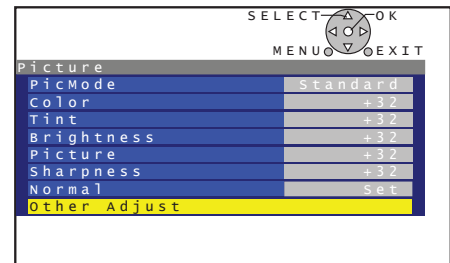 SELECT OK
MENU EXIT
Picture
PicMode Standard
Color +32
Tint +32
Brightness +32
Picture +32
Sharpness +32
Normal Set
Other Adjust